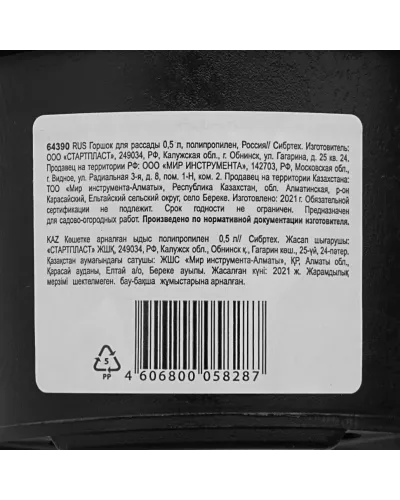 64390 RUS Горшок для рассады 0,5 л, полипропилен, Россия// Сибртех. Изготовитель:
ООО «СТАРТПЛАСТ», 249034, РФ, Калужская обл., г. Обнинск, ул. Гагарина, д. 25 кв. 24,
Продавец на территории РФ: ООО «МИР ИНСТРУМЕНТА», 142703, РФ, Московская обл.,
г. Видное, ул. Радиальная 3-я, д. 8, пом. 1-Н, ком. 2. Продавец на территории Казахстана:
ТОО «Мир инструмента-Алматы», Республика Казахстан, обл. Алматинская, р-он
Карасайский, Ельтайский сельский округ, село Береке. Изготовлен: 2021 г. Обязательной
сертификации не подлежит. Срок годности не ограничен. Предназначен
для садово-огородных работ. Произведено по нормативной документации изготовителя.
KAZ Көшетке арналған ыдыс полипропилен 0,5 л// Сибртех. Жасап шығарушы:
«СТАРТПЛАСТ» ЖШҚ, 249034, РФ, Калужск обл., Обнинск қ., Гагарин көш., 25-үй, 24-пәтер.
Қазақстан аумағындағы сатушы: ЖШС «Мир инструмента-Алматы», ҚР, Алматы обл.,
Қарасай ауданы, Елтай а/о, Береке ауылы. Жасалған күні: 2021 ж. Жарамдылық
мерзімі шектелмеген. бау-бақша жұмыстарына арналған.
5
PP
4 606800 058287